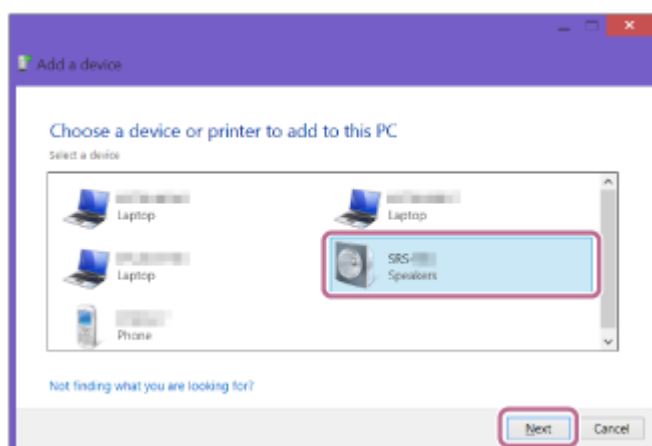 Add a device
Choose a device or printer to add to this PC
Select a device
Laptop
Laptop
Laptop
SRS-
Speakers
Phone
Not finding what you are looking for?
Next
Cancel